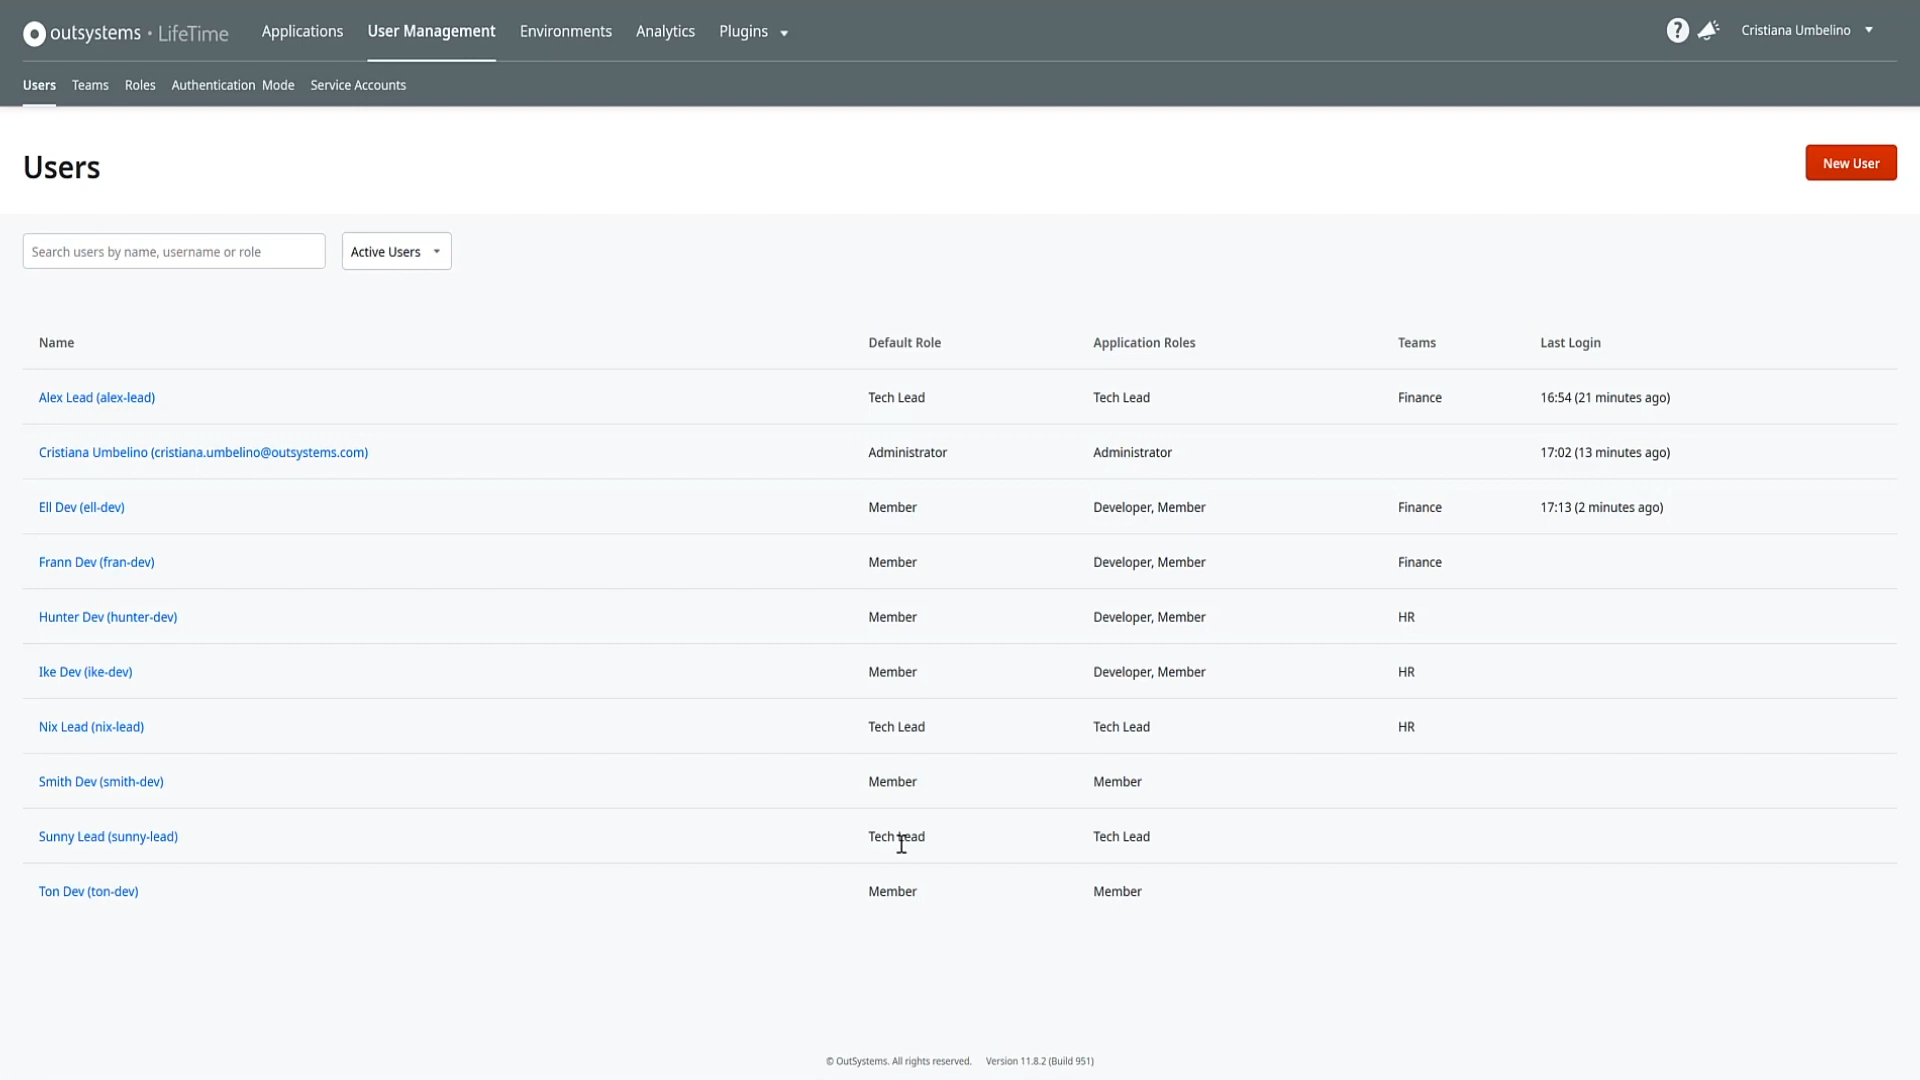 outsystems • LifeTime Applications User Management Environments Analytics Plugins ? Cristiana Umbelino
Users Teams Roles Authentication Mode Service Accounts
Users
New User
Search users by name, username or role Active Users
Name Default Role Application Roles Teams Last Login
Alex Lead (alex-lead) Tech Lead Tech Lead Finance 16:54 (21 minutes ago)
Cristiana Umbelino (cristiana.umbelino@outsystems.com) Administrator Administrator 17:02 (13 minutes ago)
Ell Dev (ell-dev) Member Developer, Member Finance 17:13 (2 minutes ago)
Frann Dev (fran-dev) Member Developer, Member Finance
Hunter Dev (hunter-dev) Member Developer, Member HR
Ike Dev (ike-dev) Member Developer, Member HR
Nix Lead (nix-lead) Tech Lead Tech Lead HR
Smith Dev (smith-dev) Member Member
Sunny Lead (sunny-lead) Tech Lead Tech Lead
Ton Dev (ton-dev) Member Member
© OutSystems. All rights reserved. Version 11.8.2 (Build 951)